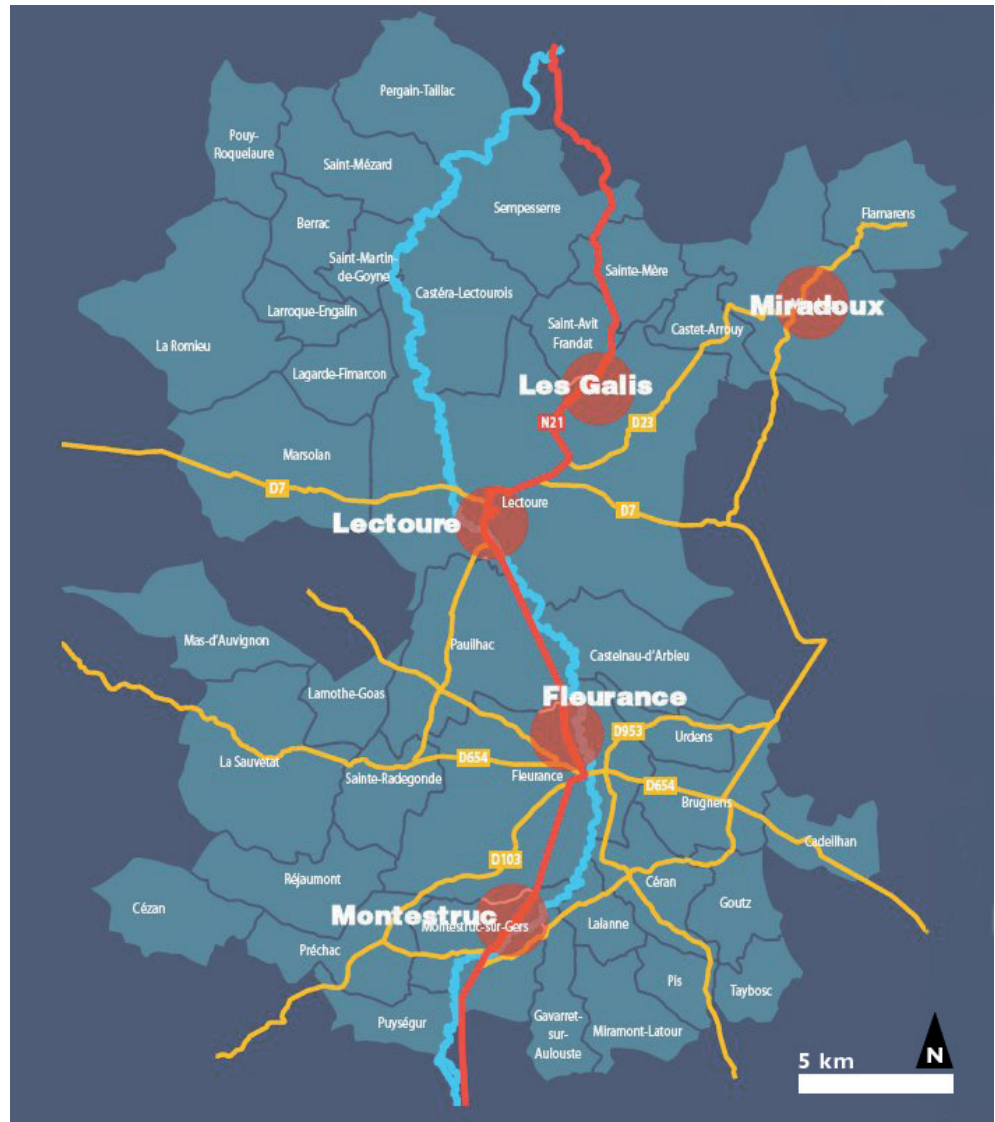 Pergain-Taillac
Pouy-
Roquelaure
Saint-Mézard
Sempesserre
Flamarens
Berrac
Saint-Martin-
de-Goyne
Sainte-Mère
Castéra-Lectourois
Larroque-Engalin
Miradoux
Saint-Avit
Frandat
Castet-Arrouy
La Romieu
Lagarde-Fimarcon
Les Galis
N21
D23
Marsolan
D7
Lectoure
Lectoure
D7
Mas-d'Auvignon
Pauilhac
Castelnau-d'Arbieu
Lamothe-Goas
Fleurance
D953
Urdens
La Sauvetat
D654
Sainte-Radegonde
Fleurance
D654
Brugnens
Cadeilhan
D103
Réjaumont
Céran
Cézan
Goutz
Montestruc
Montestruc-sur-Gers
Lalanne
Préchac
Pis
Taybosc
Puységur
Gavarret-
sur-
Aulouste
Miramont-Latour
5 km
N